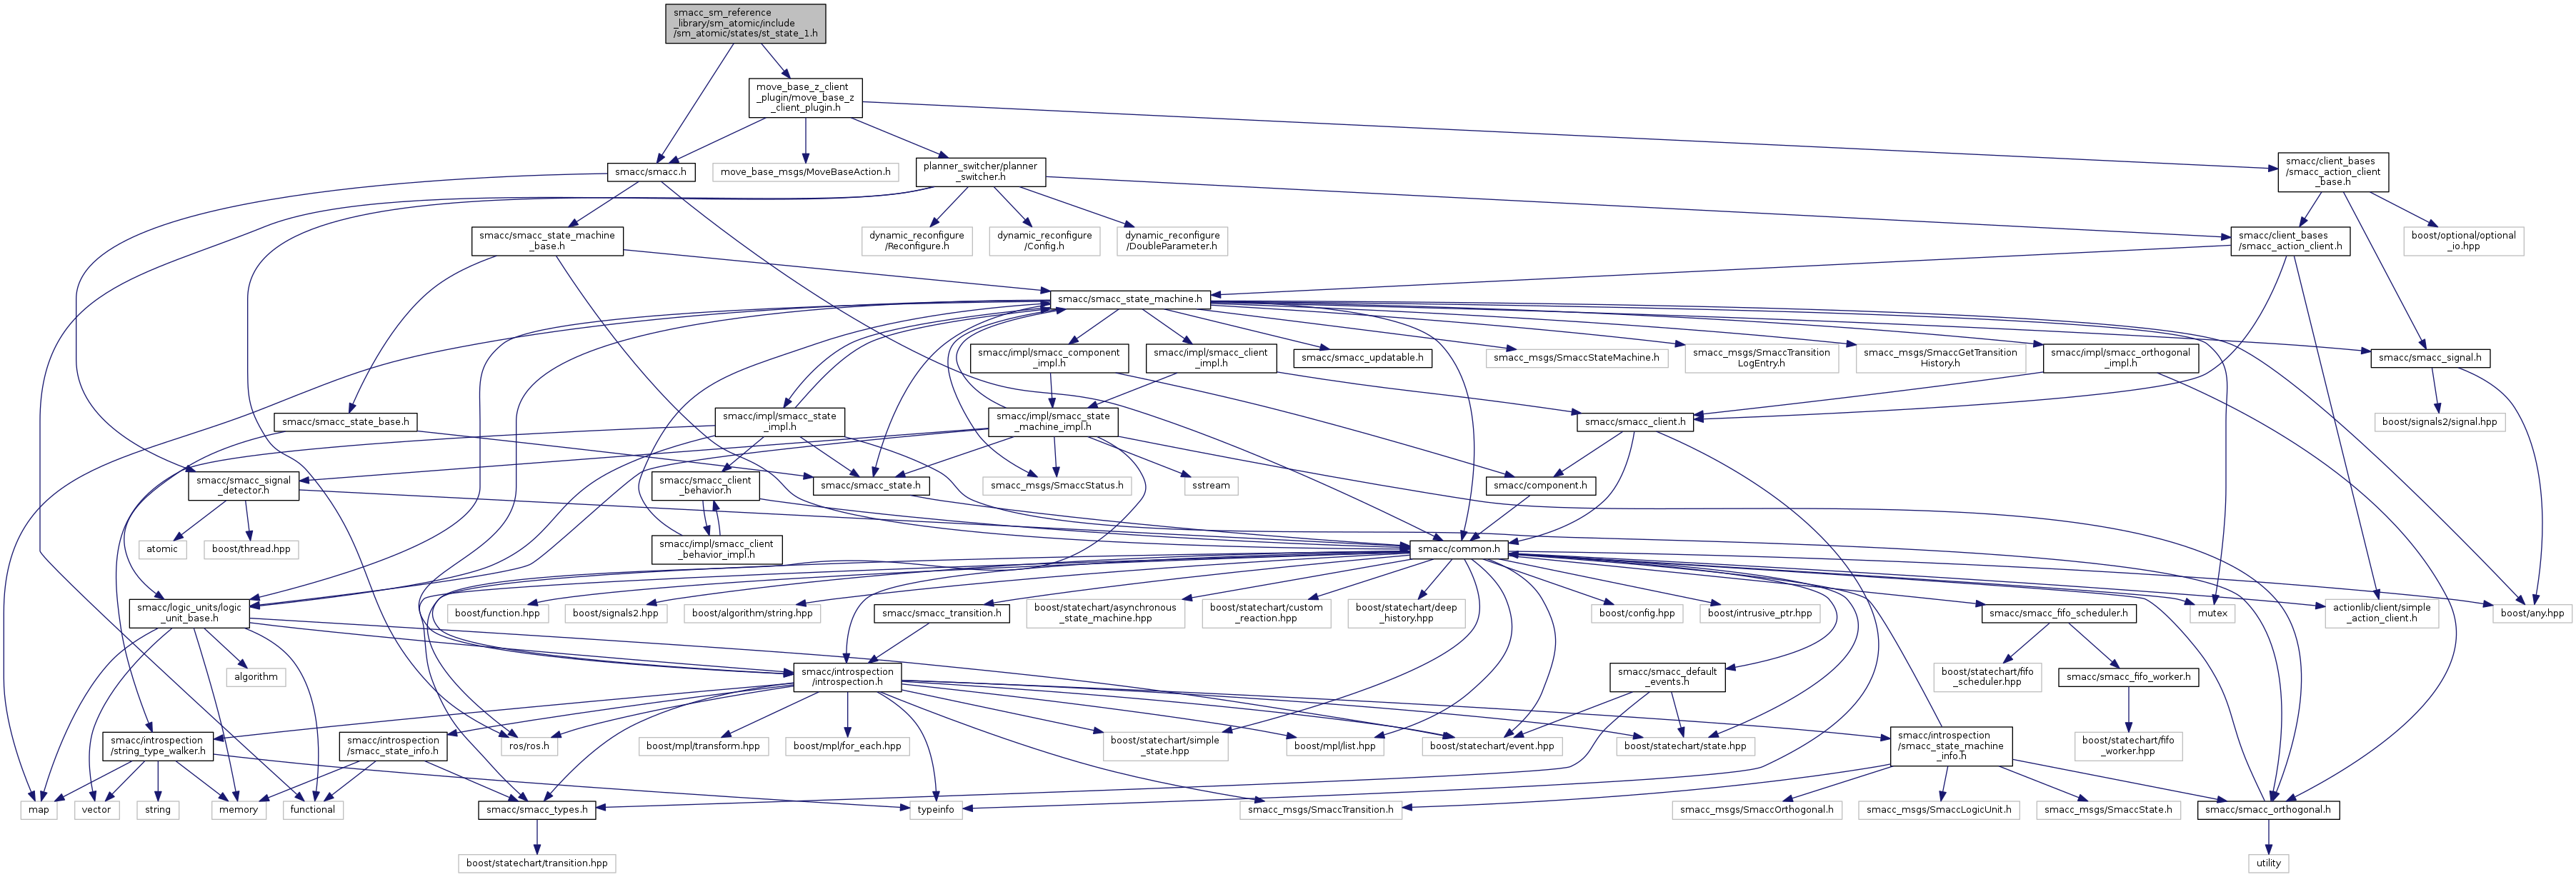 smacc_sm_reference
_library/sm_atomic/include
/sm_atomic/states/st_state_1.h
move_base_z_client
_plugin/move_base_z
_client_plugin.h
smacc/smacc.h
move_base_msgs/MoveBaseAction.h
planner_switcher/planner
_switcher.h
smacc/client_bases
/smacc_action_client
_base.h
smacc/smacc_state_machine
_base.h
dynamic_reconfigure
/Reconfigure.h
dynamic_reconfigure
/Config.h
dynamic_reconfigure
/DoubleParameter.h
smacc/client_bases
/smacc_action_client.h
boost/optional/optional
_io.hpp
smacc/smacc_state_machine.h
smacc/impl/smacc_component
_impl.h
smacc/impl/smacc_client
_impl.h
smacc/smacc_updatable.h
smacc_msgs/SmaccStateMachine.h
smacc_msgs/SmaccTransition
LogEntry.h
smacc_msgs/SmaccGetTransition
History.h
smacc/impl/smacc_orthogonal
_impl.h
smacc/smacc_signal.h
smacc/smacc_state_base.h
smacc/impl/smacc_state
_impl.h
smacc/impl/smacc_state
_machine_impl.h
smacc/smacc_client.h
boost/signals2/signal.hpp
smacc/smacc_signal
_detector.h
smacc/smacc_client
_behavior.h
smacc/smacc_state.h
smacc_msgs/SmaccStatus.h
sstream
smacc/component.h
atomic
boost/thread.hpp
smacc/impl/smacc_client
_behavior_impl.h
smacc/common.h
smacc/logic_units/logic
_unit_base.h
boost/function.hpp
boost/signals2.hpp
boost/algorithm/string.hpp
smacc/smacc_transition.h
boost/statechart/asynchronous
_state_machine.hpp
boost/statechart/custom
_reaction.hpp
boost/statechart/deep
_history.hpp
boost/config.hpp
boost/intrusive_ptr.hpp
smacc/smacc_fifo_scheduler.h
mutex
actionlib/client/simple
_action_client.h
boost/any.hpp
algorithm
smacc/introspection
/introspection.h
smacc/smacc_default
_events.h
boost/statechart/fifo
_scheduler.hpp
smacc/smacc_fifo_worker.h
smacc/introspection
/string_type_walker.h
smacc/introspection
/smacc_state_info.h
ros/ros.h
boost/mpl/transform.hpp
boost/mpl/for_each.hpp
boost/statechart/simple
_state.hpp
boost/mpl/list.hpp
boost/statechart/event.hpp
boost/statechart/state.hpp
smacc/introspection
/smacc_state_machine
_info.h
boost/statechart/fifo
_worker.hpp
map
vector
string
memory
functional
smacc/smacc_types.h
typeinfo
smacc_msgs/SmaccTransition.h
smacc_msgs/SmaccOrthogonal.h
smacc_msgs/SmaccLogicUnit.h
smacc_msgs/SmaccState.h
smacc/smacc_orthogonal.h
boost/statechart/transition.hpp
utility